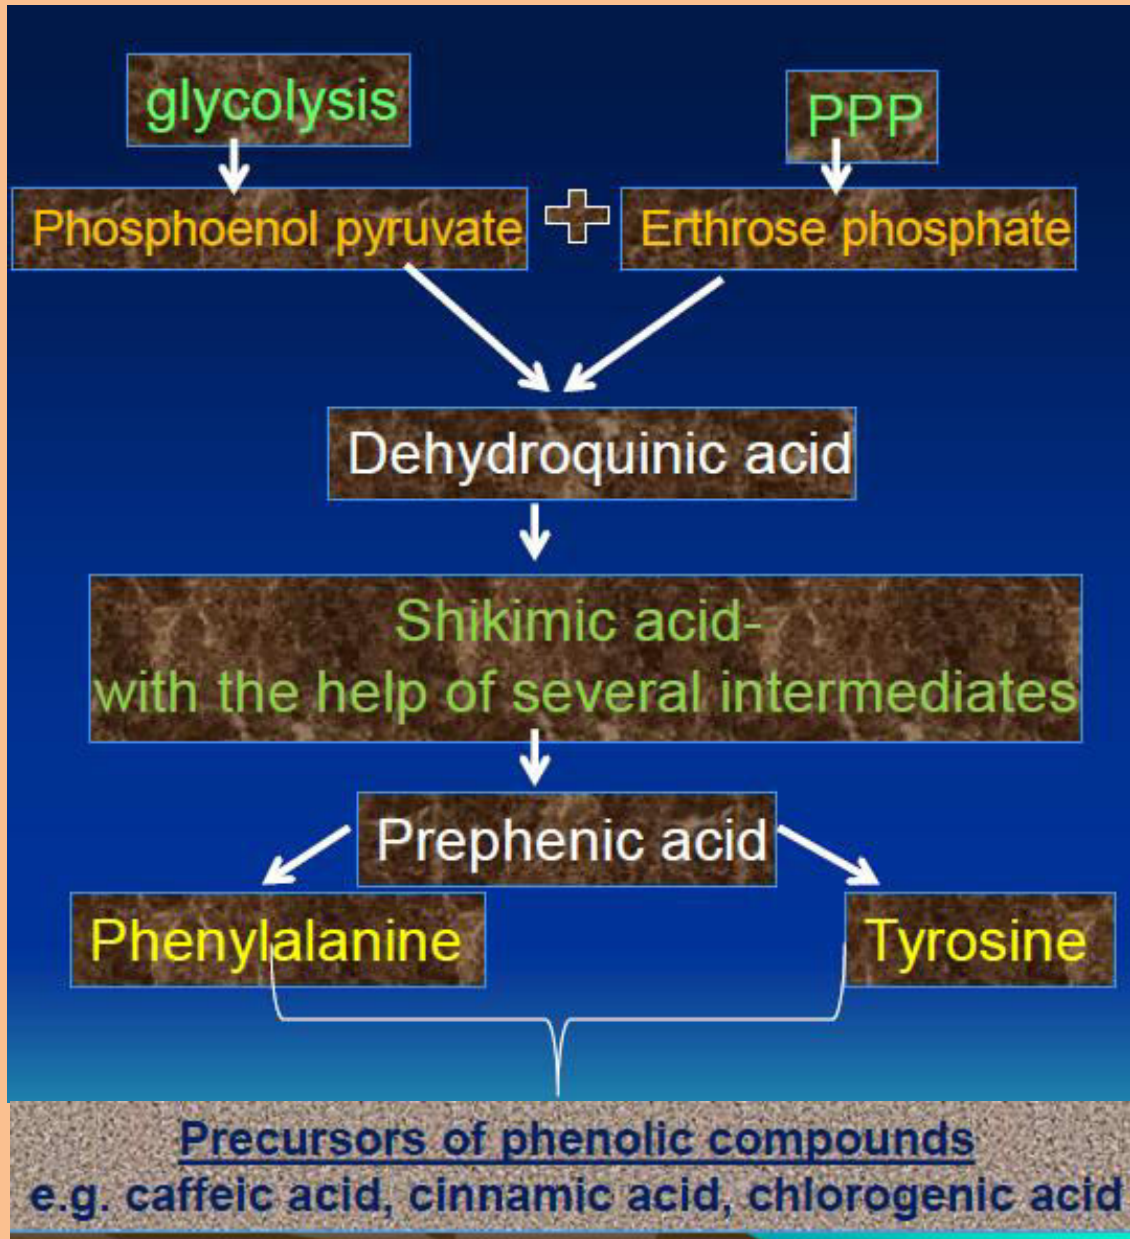 glycolysis
PPP
Phosphoenol pyruvate
Erthrose phosphate
Dehydroquinic acid
Shikimic acid-
with the help of several intermediates
Prephenic acid
Phenylalanine
Tyrosine
Precursors of phenolic compounds
e.g. caffeic acid, cinnamic acid, chlorogenic acid